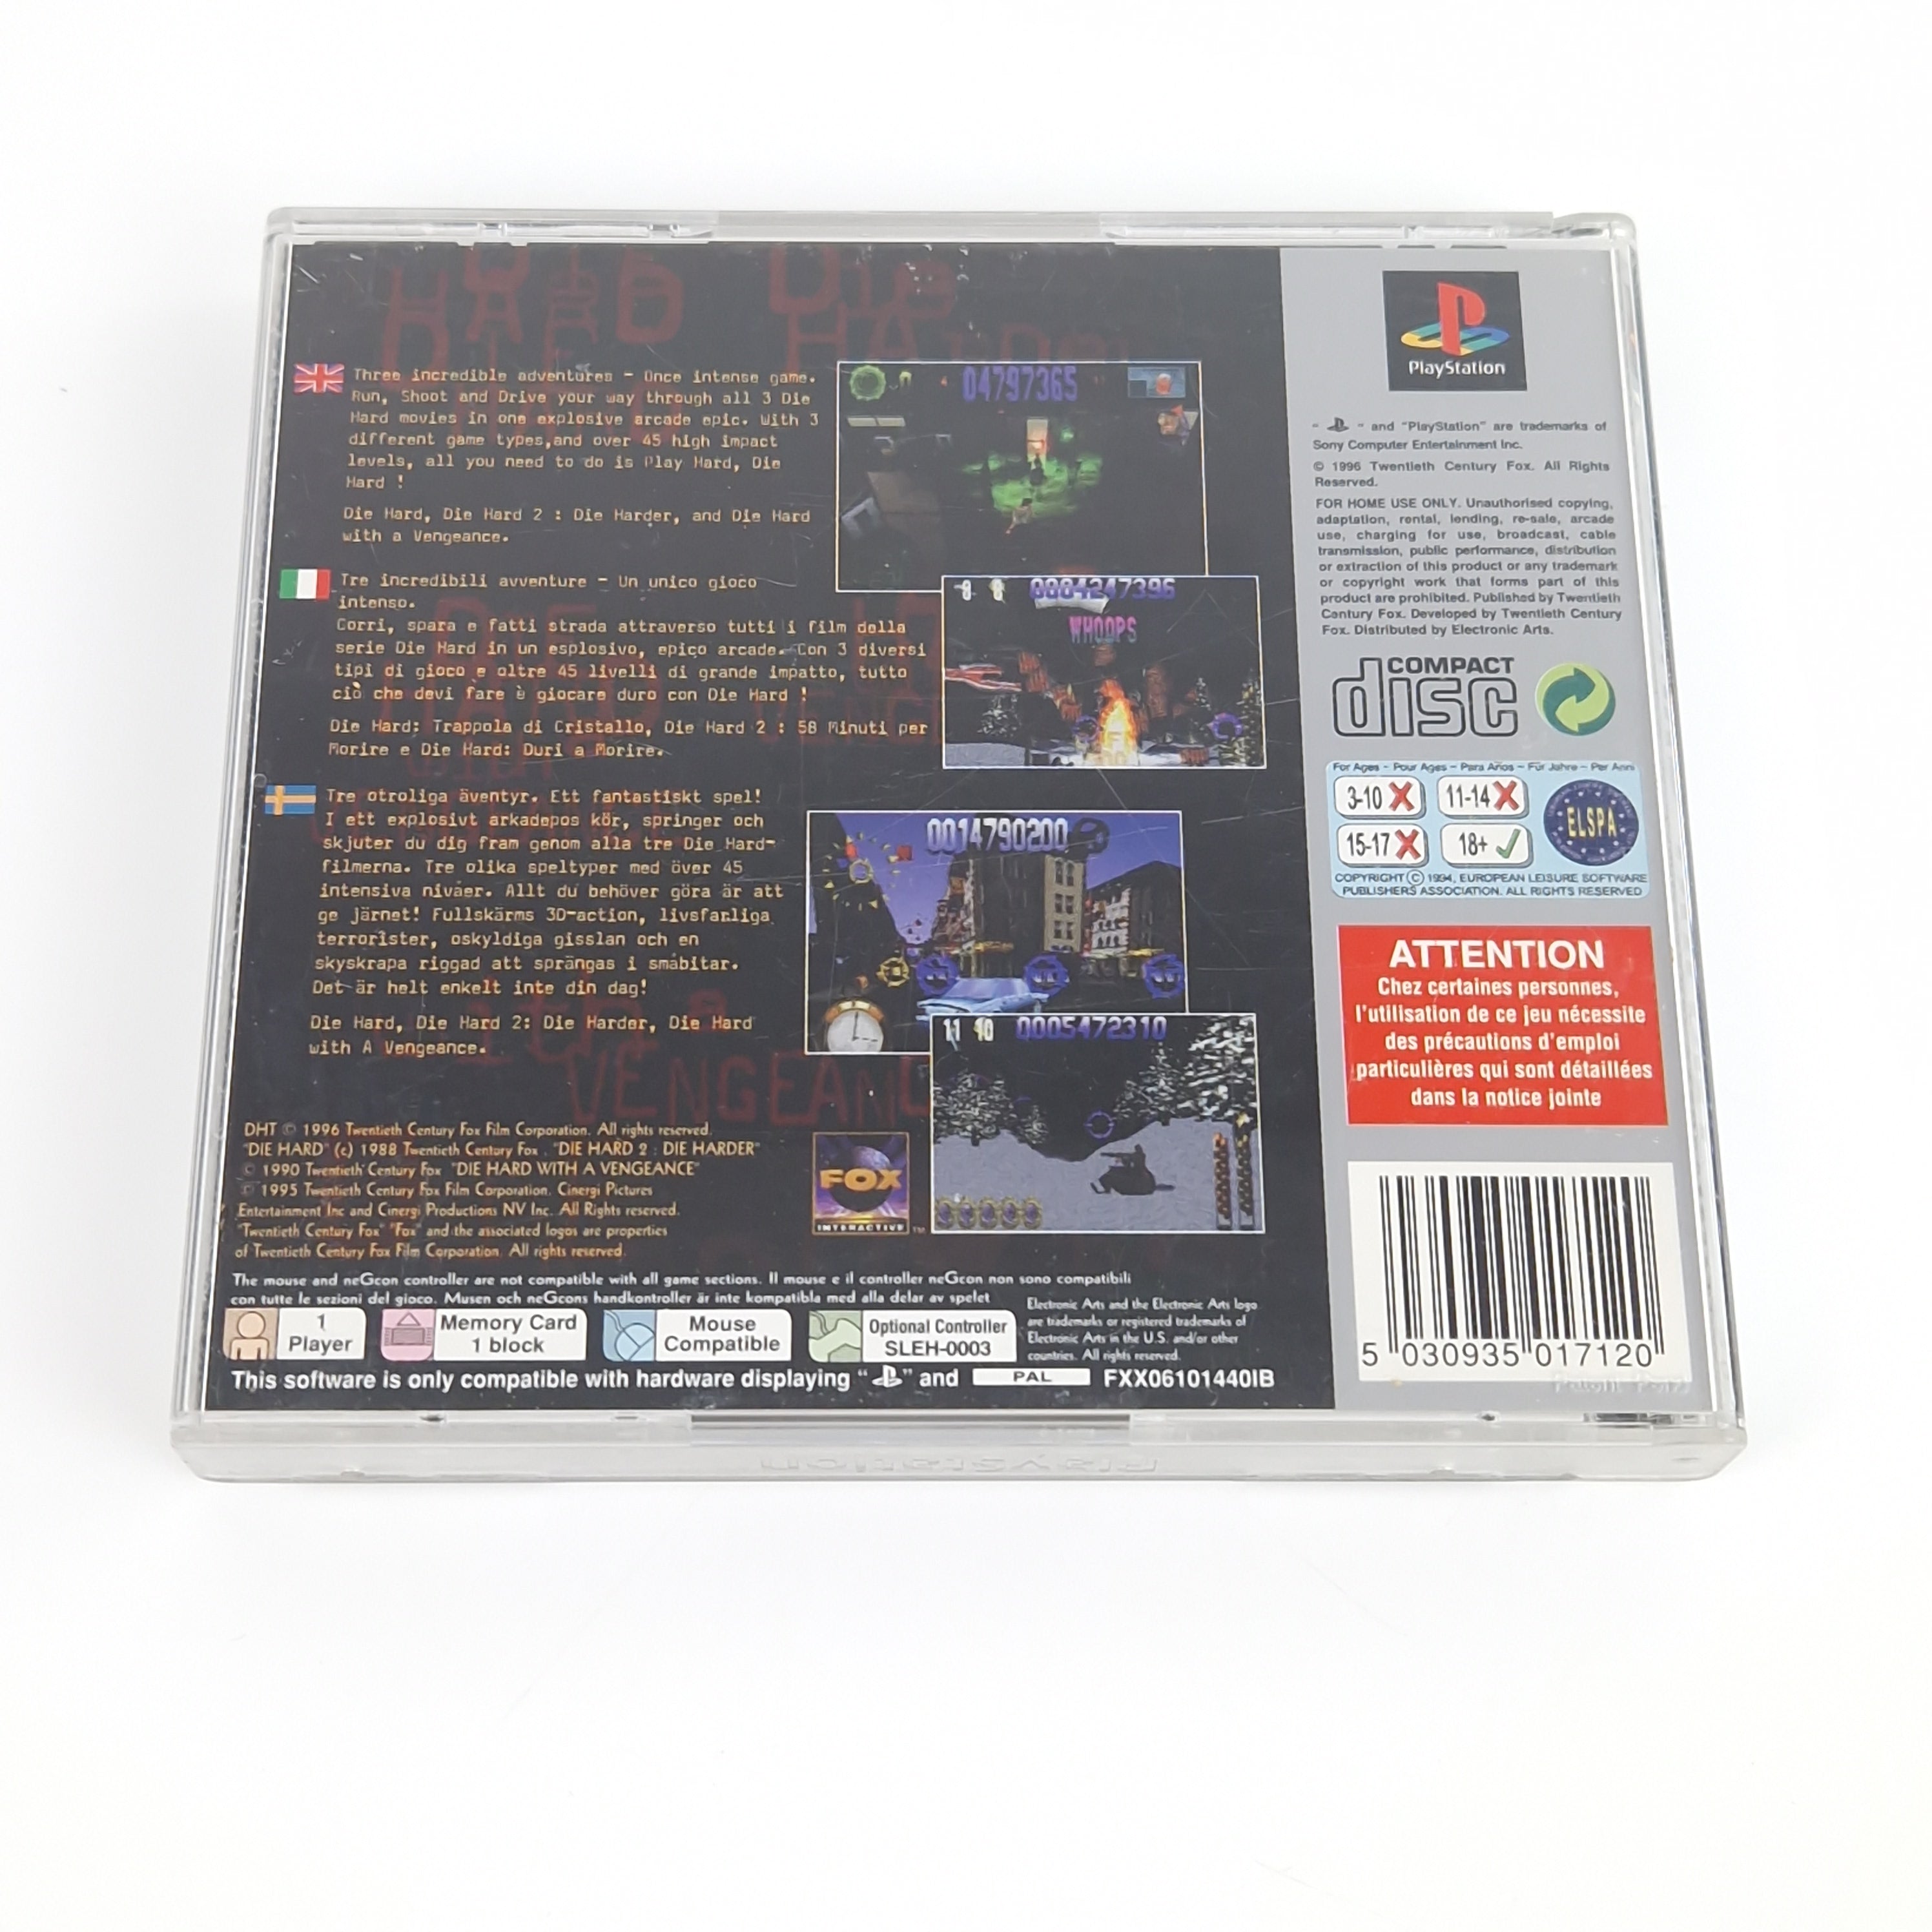 Three incredible adventures - Once intense game.
Run, Shoot and Drive your way through all 3 Die
Hard movies in one explosive arcade epic. With 3
different game types,and over 45 high impact
levels, all you need to do is Play Hard, Die
Hard !
Die Hard, Die Hard 2 : Die Harder, and Die Hard
with a Vengeance.
Tre incredibili avventure - Un unico gioco
intenso.
Corri, spara e fatti strada attraverso tutti i film della
serie Die Hard in un esplosivo, epico arcade. Con 3 diversi
tipi di gioco e oltre 45 livelli di grande impatto, tutto
ciò che devi fare è giocare duro con Die Hard !
Die Hard: Trappola di Cristallo, Die Hard 2 : 58 Minuti per
Morire e Die Hard: Duri a Morire.
Tre otroliga äventyr. Ett fantastiskt spel!
I ett explosivt arkadepos kör, springer och
skjuter du dig fram genom alla tre Die Hard-
filmerna. Tre olika speltyper med över 45
intensiva nivåer. Allt du behöver göra är att
ge järnet! Fullskärms 3D-action, livsfarliga
terrorister, oskyldiga gisslan och en
skyskrapa riggad att sprängas i småbitar.
Det är helt enkelt inte din dag!
Die Hard, Die Hard 2: Die Harder, Die Hard
with A Vengeance.
04797365
0084247396
WHOOPS
0014790200
11 40 0005472310
VENGEANC
DHT © 1996 Twentieth Century Fox Film Corporation. All rights reserved.
"DIE HARD" (c) 1988 Twentieth Century Fox . "DIE HARD 2 : DIE HARDER"
© 1990 Twentieth Century Fox "DIE HARD WITH A VENGEANCE"
© 1995 Twentieth Century Fox Film Corporation. Cinergi Pictures
Entertainment Inc and Cinergi Productions NV Inc. All Rights reserved.
"Twentieth Century Fox" "Fox" and the associated logos are properties
of Twentieth Century Fox Film Corporation. All rights reserved.
FOX
INTERACTIVE TM
The mouse and neGcon controller are not compatible with all game sections. Il mouse e il controller neGcon non sono compatibili
con tutte le sezioni del gioco. Musen och neGcons handkontroller är inte kompatibla med alla delar av spelet
1
Player
Memory Card
1 block
Mouse
Compatible
Optional Controller
SLEH-0003
Electronic Arts and the Electronic Arts logo
are trademarks or registered trademarks of
Electronic Arts in the U.S. and/or other
countries. All rights reserved.
This software is only compatible with hardware displaying " " and PAL FXX06101440IB
PlayStation
" " and "PlayStation" are trademarks of
Sony Computer Entertainment Inc.
© 1996 Twentieth Century Fox. All Rights
Reserved.
FOR HOME USE ONLY. Unauthorised copying,
adaptation, rental, lending, re-sale, arcade
use, charging for use, broadcast, cable
transmission, public performance, distribution
or extraction of this product or any trademark
or copyright work that forms part of this
product are prohibited. Published by Twentieth
Century Fox. Developed by Twentieth Century
Fox. Distributed by Electronic Arts.
COMPACT
disc
For Ages - Pour Ages - Para Años - Für Jahre - Per Anni
3-10 11-14
15-17 18+
ELSPA
COPYRIGHT © 1994, EUROPEAN LEISURE SOFTWARE
PUBLISHERS ASSOCIATION. ALL RIGHTS RESERVED
ATTENTION
Chez certaines personnes,
l'utilisation de ce jeu nécessite
des précautions d'emploi
particulières qui sont détaillées
dans la notice jointe
5 030935 017120
PlayStation